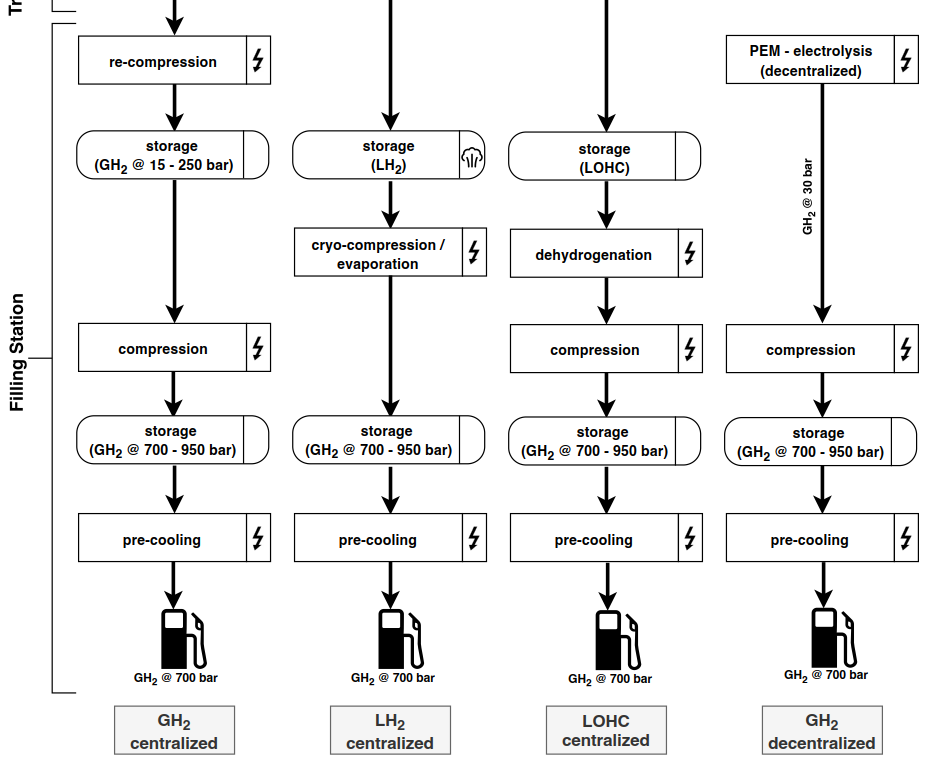 Tr
re-compression
PEM - electrolysis
(decentralized)
storage
(GH2 @ 15 - 250 bar)
storage
(LH2)
storage
(LOHC)
GH2 @ 30 bar
cryo-compression /
evaporation
dehydrogenation
Filling Station
compression
compression
compression
storage
(GH2 @ 700 - 950 bar)
storage
(GH2 @ 700 - 950 bar)
storage
(GH2 @ 700 - 950 bar)
storage
(GH2 @ 700 - 950 bar)
pre-cooling
pre-cooling
pre-cooling
pre-cooling
GH2 @ 700 bar
GH2 @ 700 bar
GH2 @ 700 bar
GH2 @ 700 bar
GH2
centralized
LH2
centralized
LOHC
centralized
GH2
decentralized